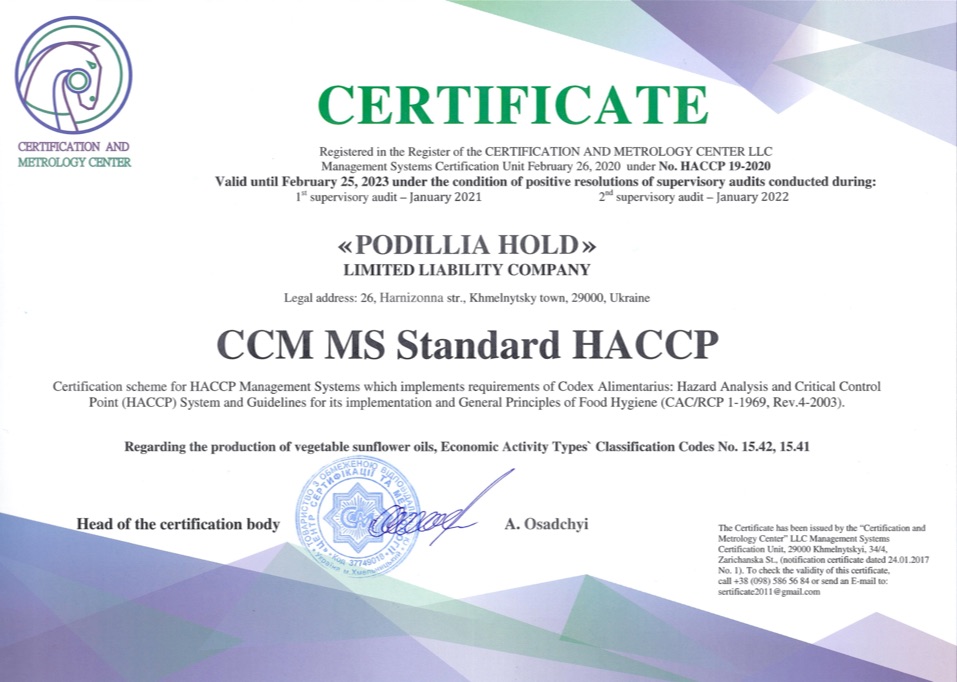 CERTIFICATION AND
METROLOGY CENTER
CERTIFICATE
Registered in the Register of the CERTIFICATION AND METROLOGY CENTER LLC
Management Systems Certification Unit February 26, 2020 under No. HACCP 19-2020
Valid until February 25, 2023 under the condition of positive resolutions of supervisory audits conducted during:
1st supervisory audit – January 2021 2nd supervisory audit – January 2022
«PODILLIA HOLD»
LIMITED LIABILITY COMPANY
Legal address: 26, Harnizonna str., Khmelnytsky town, 29000, Ukraine
CCM MS Standard HACCP
Certification scheme for HACCP Management Systems which implements requirements of Codex Alimentarius: Hazard Analysis and Critical Control
Point (HACCP) System and Guidelines for its implementation and General Principles of Food Hygiene (CAC/RCP 1-1969, Rev.4-2003).
Regarding the production of vegetable sunflower oils, Economic Activity Types` Classification Codes No. 15.42, 15.41
ТОВАРИСТВО З ОБМЕЖЕНОЮ
ЦЕНТР СЕРТИФІКАЦІЇ ТА
Код 37749018
Head of the certification body
A. Osadchyi
The Certificate has been issued by the “Certification and
Metrology Center” LLC Management Systems
Certification Unit, 29000 Khmelnytskyi, 34/4,
Zarichanska St., (notification certificate dated 24.01.2017
No. 1). To check the validity of this certificate,
call +38 (098) 586 56 84 or send an E-mail to:
sertificate2011@gmail.com